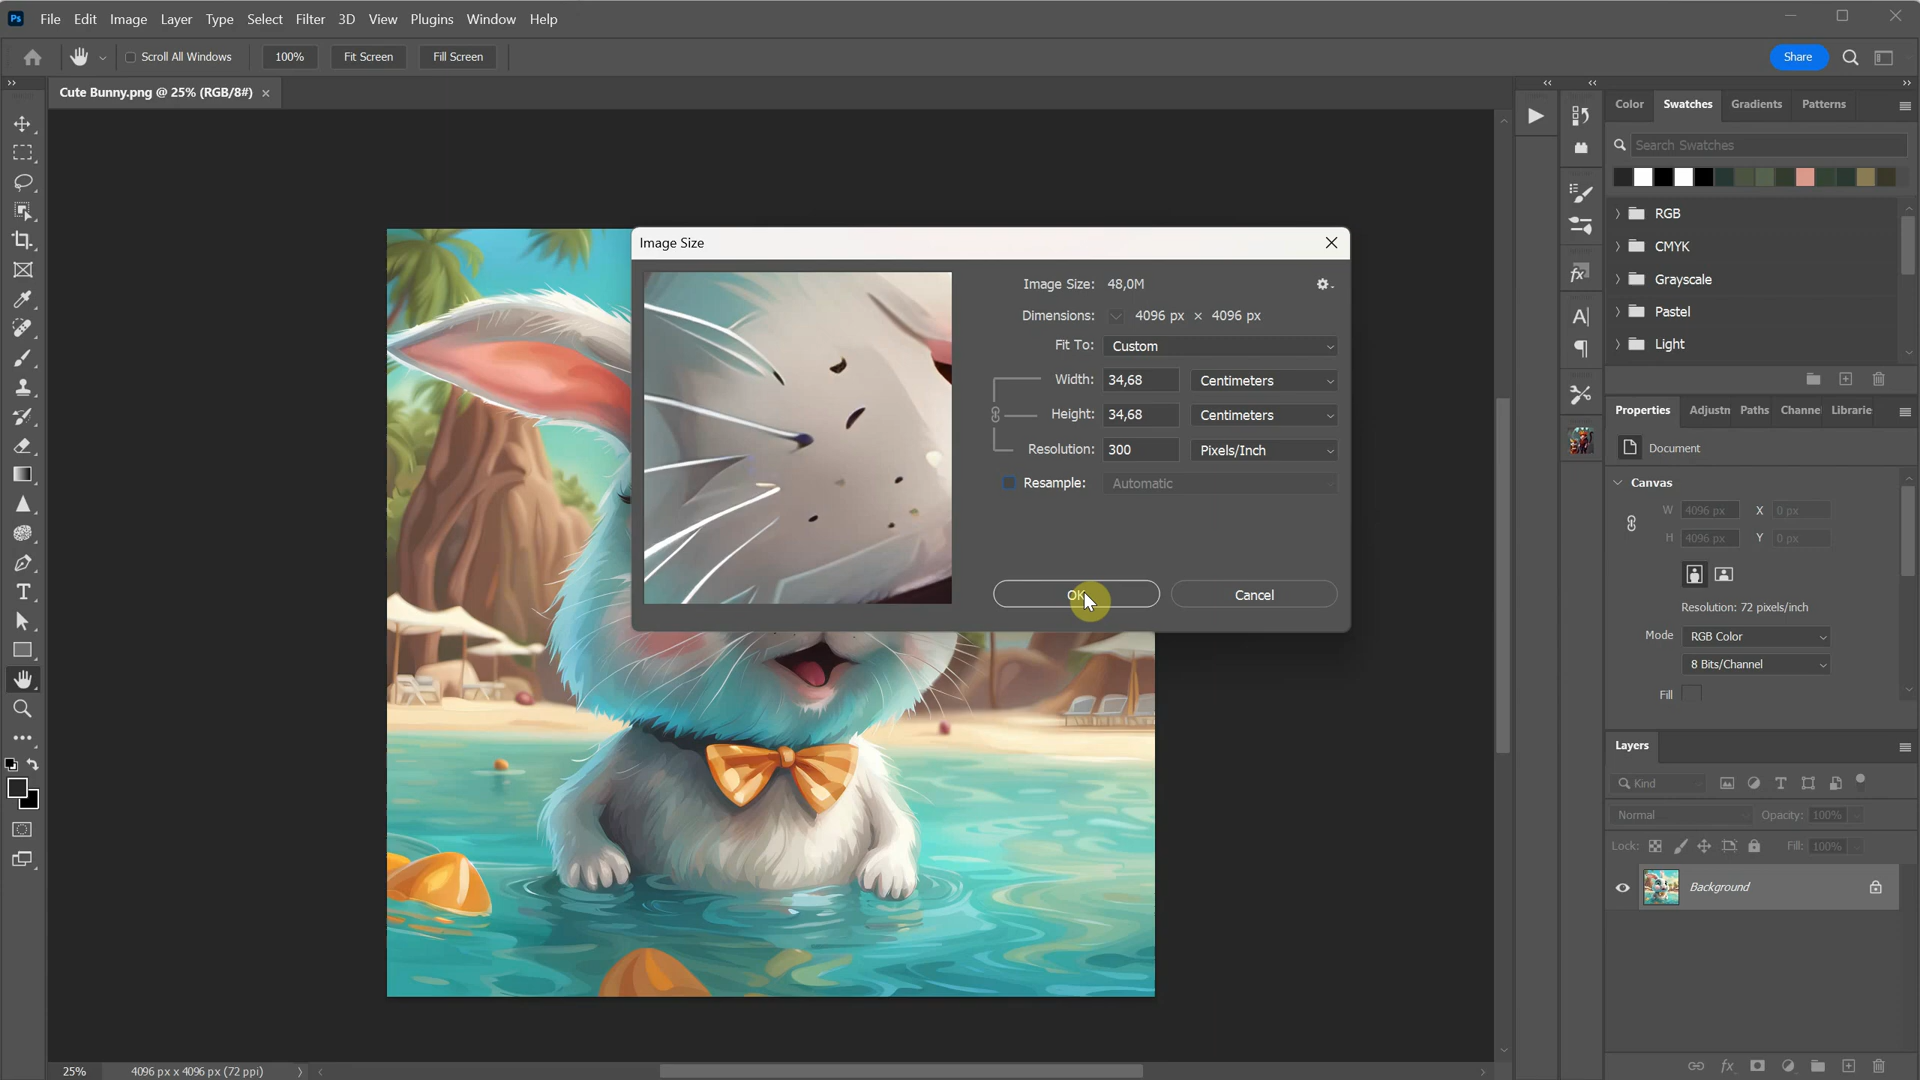 Ps File Edit Image Layer Type Select Filter 3D View Plugins Window Help
Scroll All Windows 100% Fit Screen Fill Screen Share
Cute Bunny.png @ 25% (RGB/8#) ×
Color Swatches Gradients Patterns
Search Swatches
RGB
CMYK
Grayscale
Pastel
Light
Image Size
Image Size: 48,0M
Dimensions: 4096 px × 4096 px
Fit To: Custom
Width: 34,68 Centimeters
Height: 34,68 Centimeters
Resolution: 300 Pixels/Inch
Resample: Automatic
OK Cancel
Properties Adjustn Paths Channe Librarie
Document
Canvas
W 4096 px X 0 px
H 4096 px Y 0 px
Resolution: 72 pixels/inch
Mode RGB Color
8 Bits/Channel
Fill
Layers
Kind
Normal Opacity: 100%
Lock: Fill: 100%
Background
25% 4096 px x 4096 px (72 ppi)